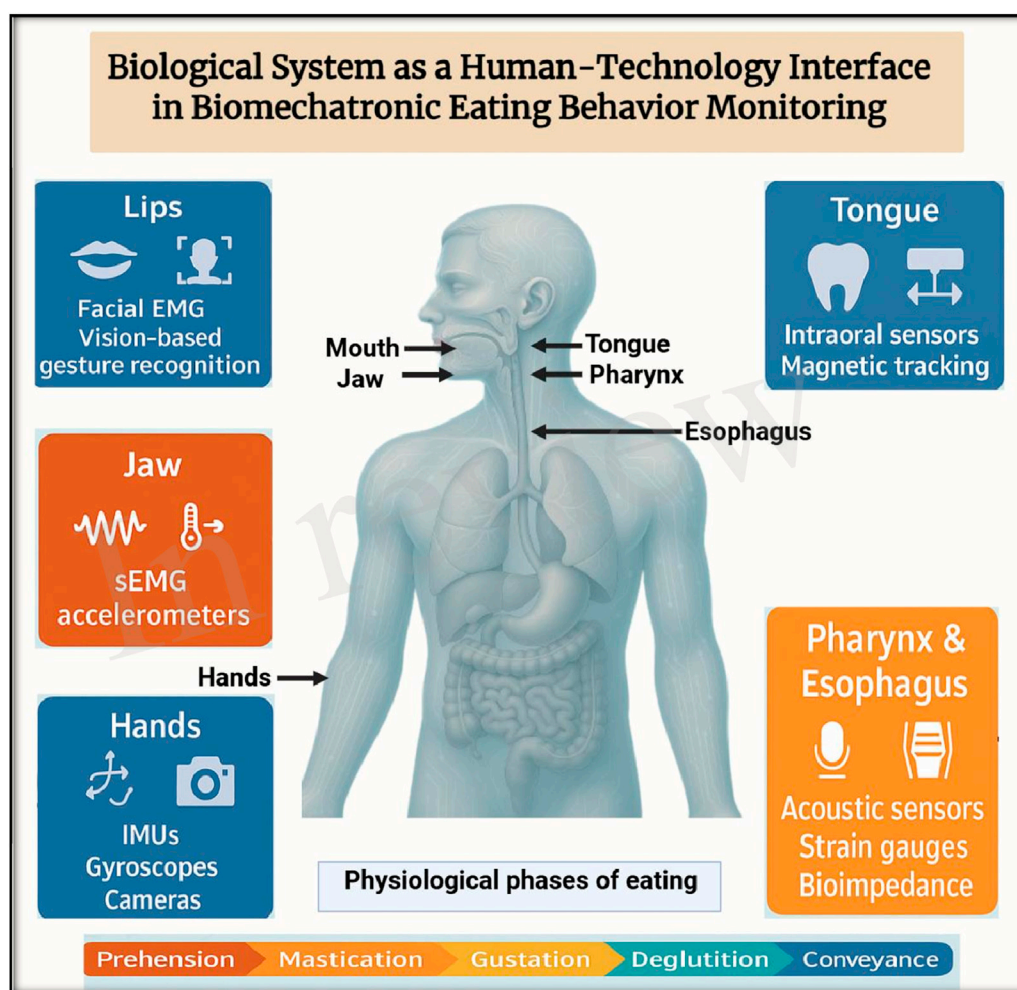 Biological System as a Human-Technology Interface
in Biomechatronic Eating Behavior Monitoring
Lips
Facial EMG
Vision-based
gesture recognition
Tongue
Intraoral sensors
Magnetic tracking
Mouth
Jaw
Tongue
Pharynx
Esophagus
Jaw
sEMG
accelerometers
Hands
Hands
IMUs
Gyroscopes
Cameras
Pharynx &
Esophagus
Acoustic sensors
Strain gauges
Bioimpedance
Physiological phases of eating
Prehension
Mastication
Gustation
Deglutition
Conveyance
In review